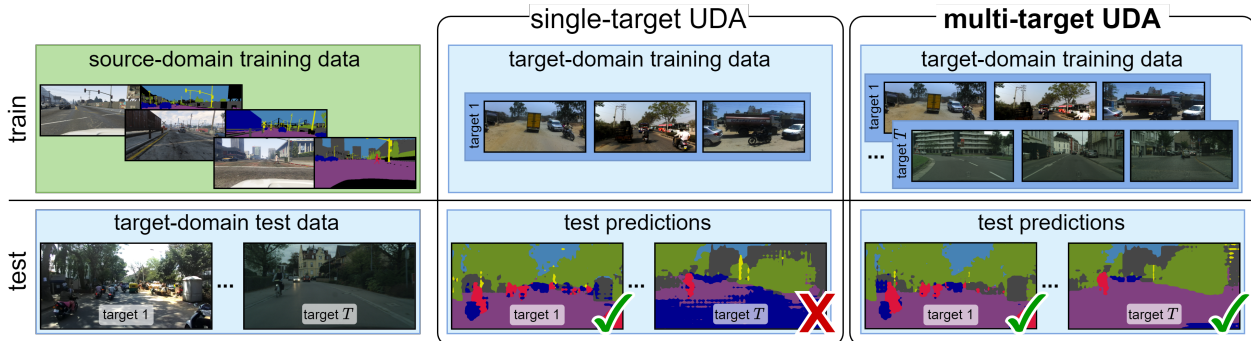 single-target UDA
multi-target UDA
train
source-domain training data
target-domain training data
target 1
target-domain training data
target 1
...
target T
test
target-domain test data
target 1
...
target T
test predictions
target 1
...
target T
test predictions
target 1
...
target T